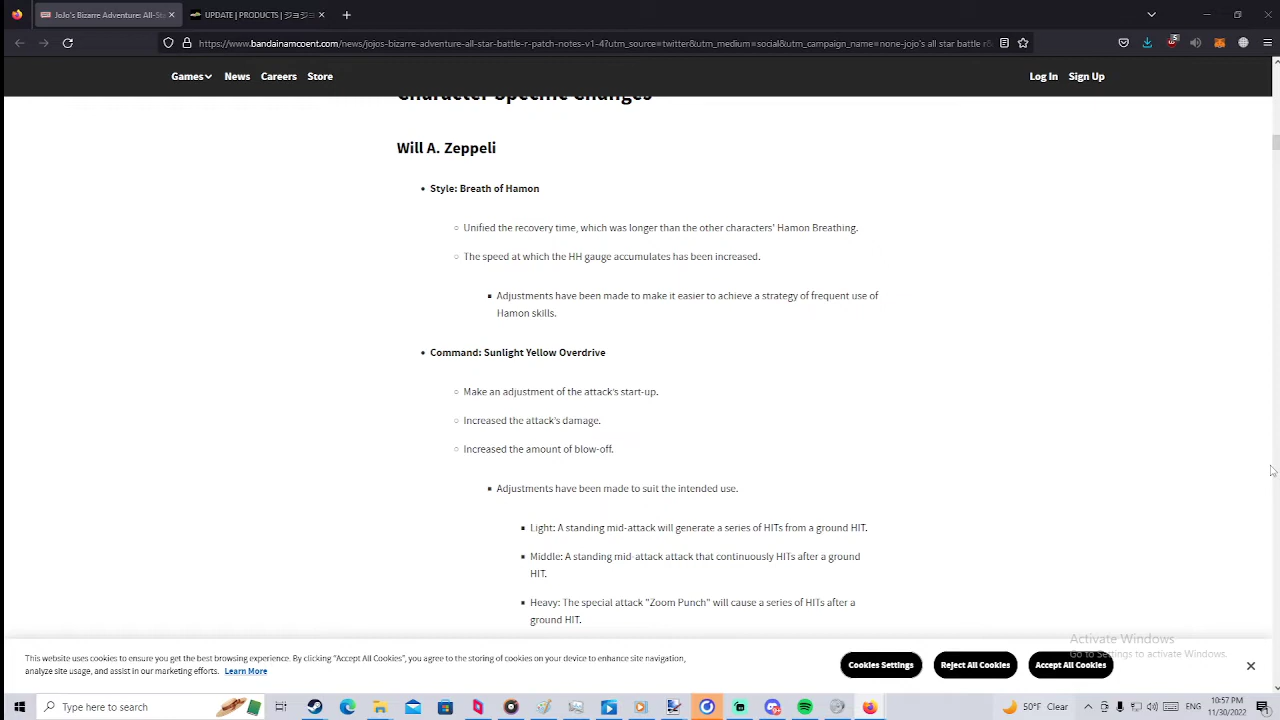 JoJo's Bizarre Adventure: All-Sta
UPDATE | PRODUCTS | ジョジョ
https://www.bandainamcoent.com/news/jojos-bizarre-adventure-all-star-battle-r-patch-notes-v1-4?utm_source=twitter&utm_medium=social&utm_campaign_name=none-jojo's all star battle r&
Games News Careers Store Log In Sign Up
Character Specific Changes
Will A. Zeppeli
• Style: Breath of Hamon
○ Unified the recovery time, which was longer than the other characters' Hamon Breathing.
○ The speed at which the HH gauge accumulates has been increased.
▪ Adjustments have been made to make it easier to achieve a strategy of frequent use of
Hamon skills.
• Command: Sunlight Yellow Overdrive
○ Make an adjustment of the attack's start-up.
○ Increased the attack's damage.
○ Increased the amount of blow-off.
▪ Adjustments have been made to suit the intended use.
▪ Light: A standing mid-attack will generate a series of HITs from a ground HIT.
▪ Middle: A standing mid-attack attack that continuously HITs after a ground
HIT.
▪ Heavy: The special attack "Zoom Punch" will cause a series of HITs after a
ground HIT.
Activate Windows
Go to Settings to activate Windows.
This website uses cookies to ensure you get the best browsing experience. By clicking "Accept All Cookies", you agree to the storing of cookies on your device to enhance site navigation,
analyze site usage, and assist in our marketing efforts. Learn More
Cookies Settings
Reject All Cookies
Accept All Cookies
Type here to search
50°F Clear
ENG
10:57 PM
11/30/2022